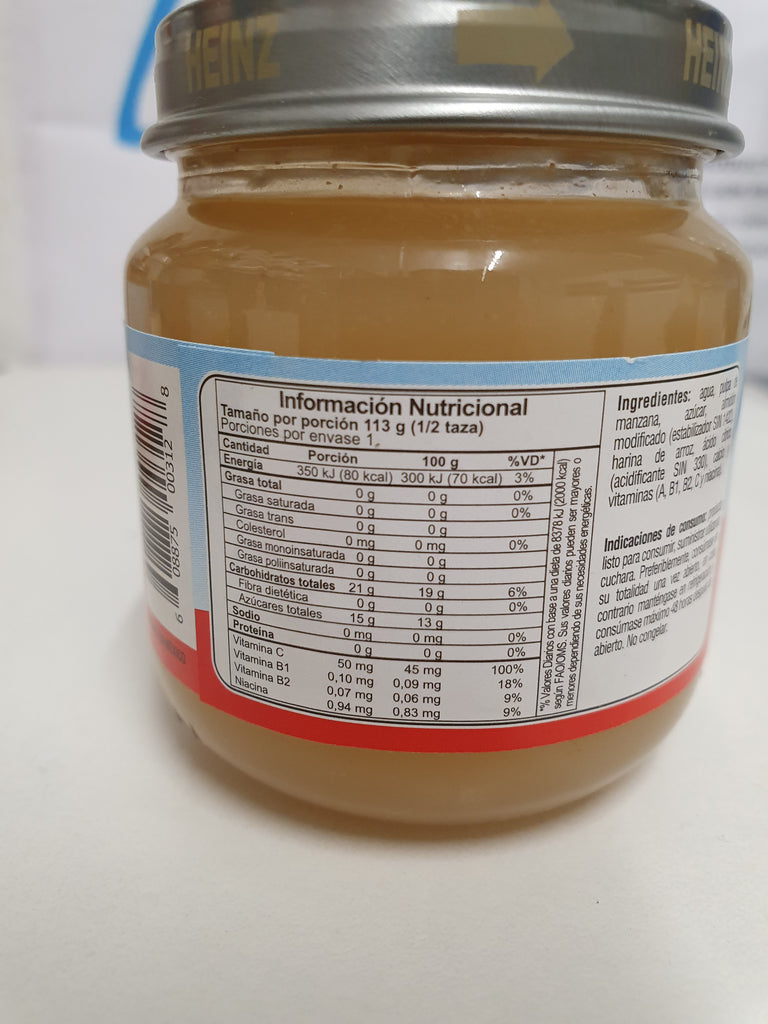 HEINZ
HEIN
Información Nutricional
Tamaño por porción 113 g (1/2 taza)
Porciones por envase 1
Cantidad Porción 100 g %VD*
Energía 350 kJ (80 kcal) 300 kJ (70 kcal) 3%
Grasa total 0 g 0 g 0%
Grasa saturada 0 g 0 g 0%
Grasa trans 0 g 0 g
Colesterol 0 mg 0 mg 0%
Grasa monoinsaturada 0 g 0 g
Grasa poliinsaturada 0 g 0 g
Carbohidratos totales 21 g 19 g 6%
Fibra dietética 0 g 0 g 0%
Azúcares totales 15 g 13 g
Sodio 0 mg 0 mg 0%
Proteína 0 g 0 g 0%
Vitamina C 50 mg 45 mg 100%
Vitamina B1 0,10 mg 0,09 mg 18%
Vitamina B2 0,07 mg 0,06 mg 9%
Niacina 0,94 mg 0,83 mg 9%
*% Valores Diarios con base a una dieta de 8378 kJ (2000 kcal)
según FAO/OMS. Sus valores diarios pueden ser mayores o
menores dependiendo de sus necesidades energéticas.
Ingredientes: agua, pulpa
manzana, azúcar, almidón
modificado (estabilizador SIN
harina de arroz, ácido
(acidificante SIN 330),
vitaminas (A, B1, B2, C y
Indicaciones de consumo:
listo para consumir, suministrar
cuchara. Preferiblemente
su totalidad una vez abierto,
contrario manténgase en
consúmase máximo 48 horas
abierto. No congelar.
6 08875 00312 8